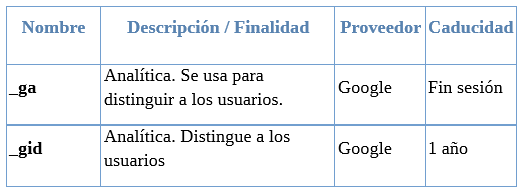 Nombre Descripción / Finalidad Proveedor Caducidad
_ga Analítica. Se usa para distinguir a los usuarios. Google Fin sesión
_gid Analítica. Distingue a los usuarios Google 1 año